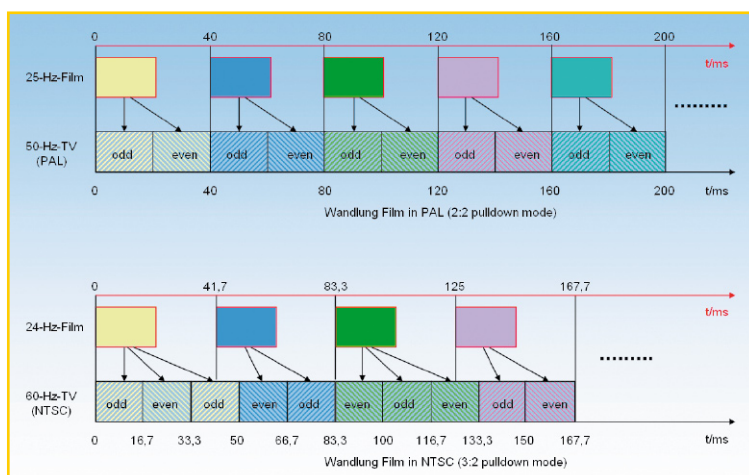 0 40 80 120 160 200
t/ms
25-Hz-Film
50-Hz-TV
(PAL)
odd even odd even odd even odd even odd even
0 40 80 120 160 200 t/ms
Wandlung Film in PAL (2:2 pulldown mode)
0 41,7 83,3 125 167,7
t/ms
24-Hz-Film
60-Hz-TV
(NTSC)
odd even odd even odd even odd even odd even
0 16,7 33,3 50 66,7 83,3 100 116,7 133,3 150 167,7
t/ms
Wandlung Film in NTSC (3:2 pulldown mode)